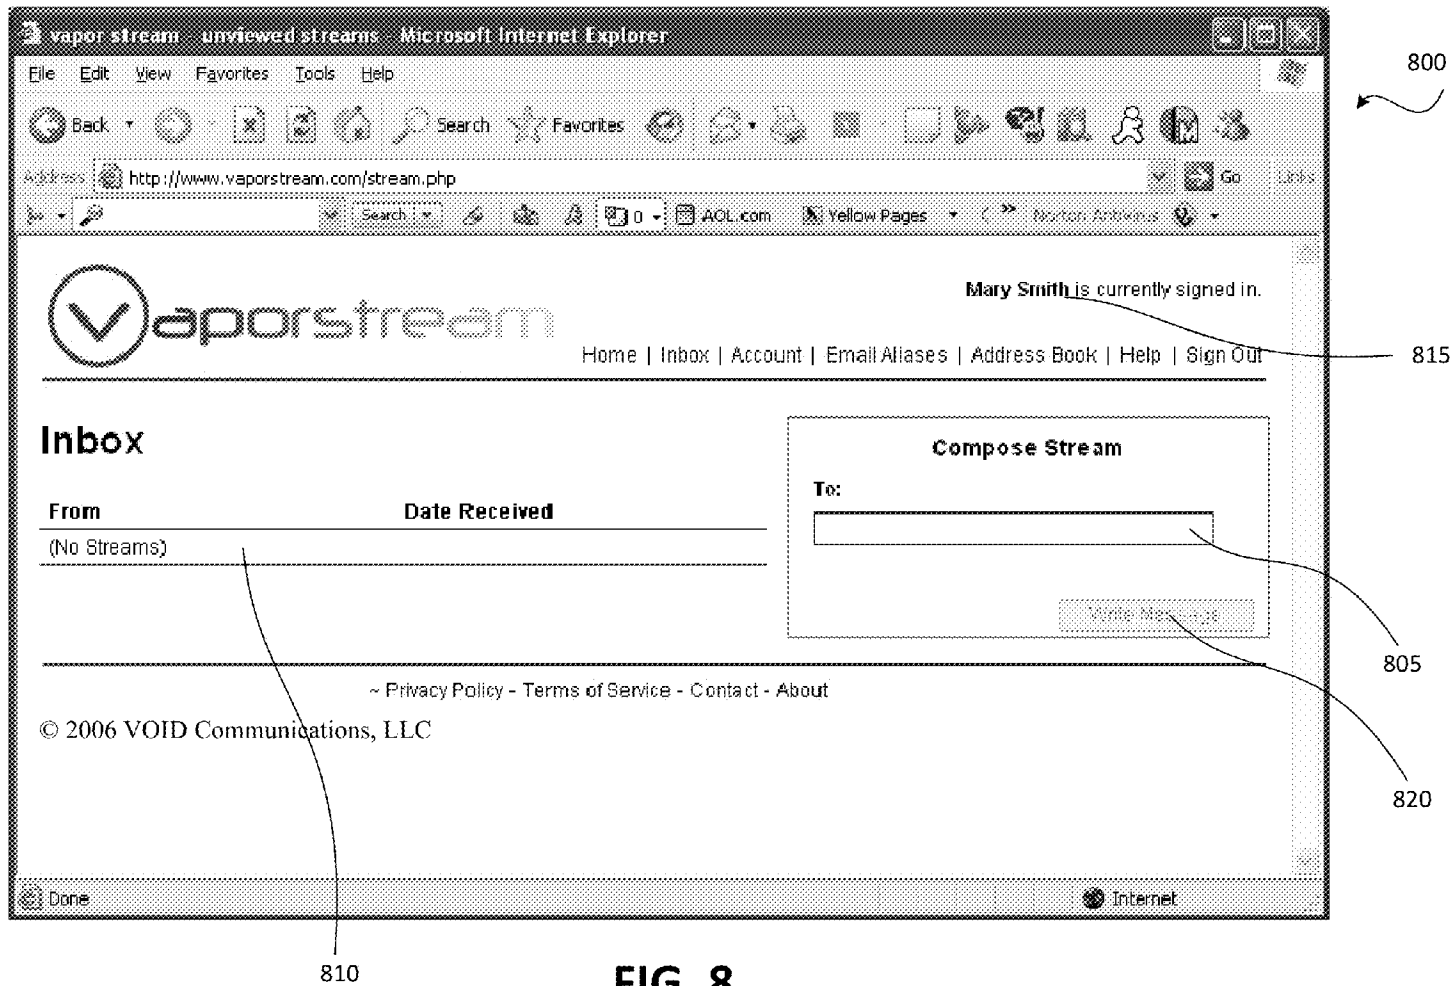 vapor stream - unviewed streams - Microsoft Internet Explorer
File Edit View Favorites Tools Help
800
Back Search Favorites
Address http://www.vaporstream.com/stream.php Go Links
Search 0 AOL.com Yellow Pages » Norton Antivirus
Vaporstream
Mary Smith is currently signed in.
Home | Inbox | Account | Email Aliases | Address Book | Help | Sign Out
815
Inbox
From Date Received
(No Streams)
Compose Stream
To:
Write Message
805
~ Privacy Policy - Terms of Service - Contact - About
© 2006 VOID Communications, LLC
820
Done Internet
810
FIG. 8